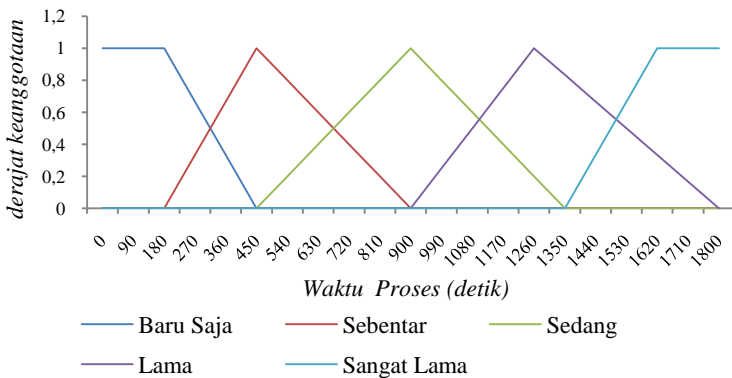 1,2
1
0,8
0,6
0,4
0,2
0
derajat keanggotaan
0 90 180 270 360 450 540 630 720 810 900 990 1080 1170 1260 1350 1440 1530 1620 1710 1800
Waktu Proses (detik)
Baru Saja Sebentar Sedang
Lama Sangat Lama